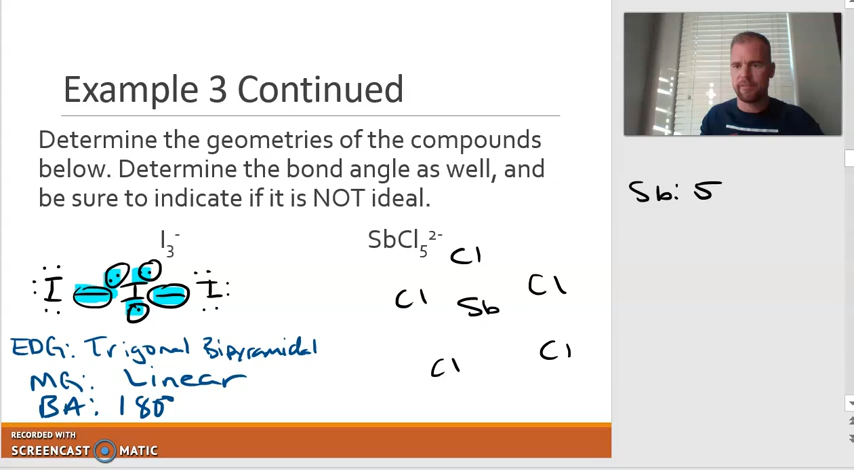 Example 3 Continued
Determine the geometries of the compounds
below. Determine the bond angle as well, and
be sure to indicate if it is NOT ideal.
I₃⁻
SbCl₅²⁻
:I I I:
EDG: Trigonal Bipyramidal
MG: Linear
BA: 180°
Cl
Cl Sb Cl
Cl Cl
Sb: 5
RECORDED WITH
SCREENCAST MATIC